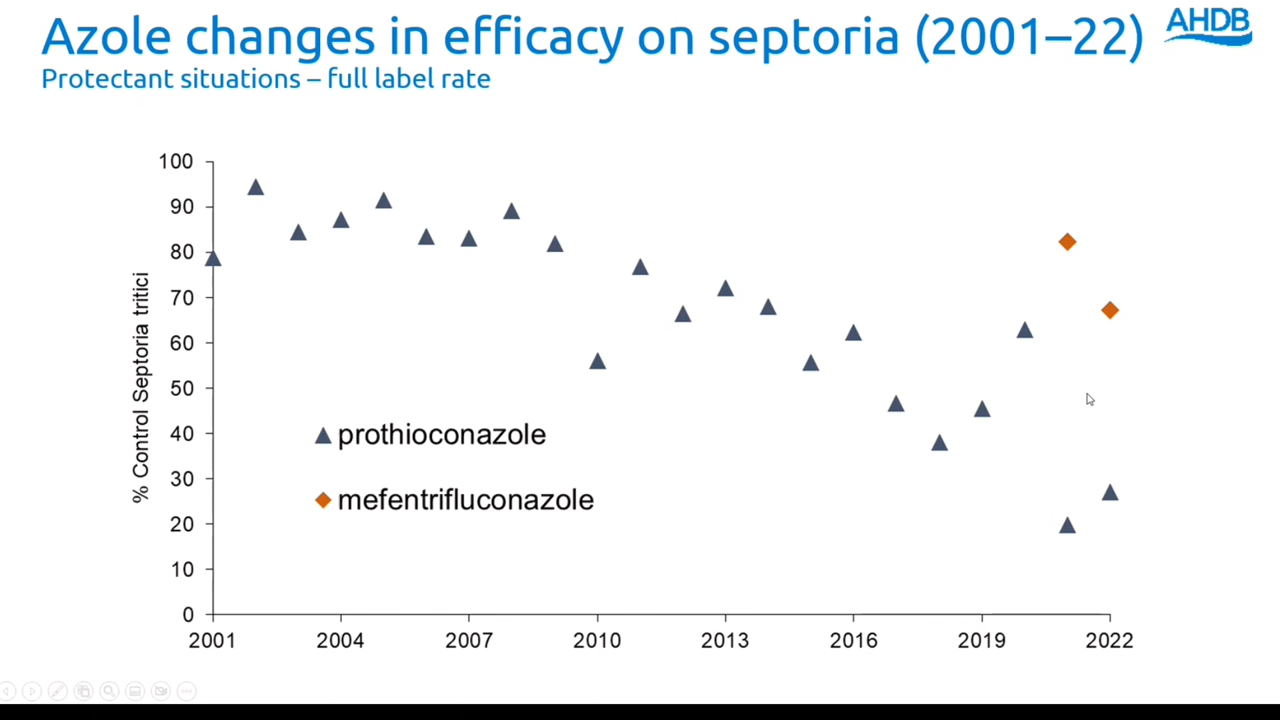 Azole changes in efficacy on septoria (2001–22)
AHDB
Protectant situations – full label rate
% Control Septoria tritici
100
90
80
70
60
50
40
30
20
10
0
prothioconazole
mefentrifluconazole
2001 2004 2007 2010 2013 2016 2019 2022